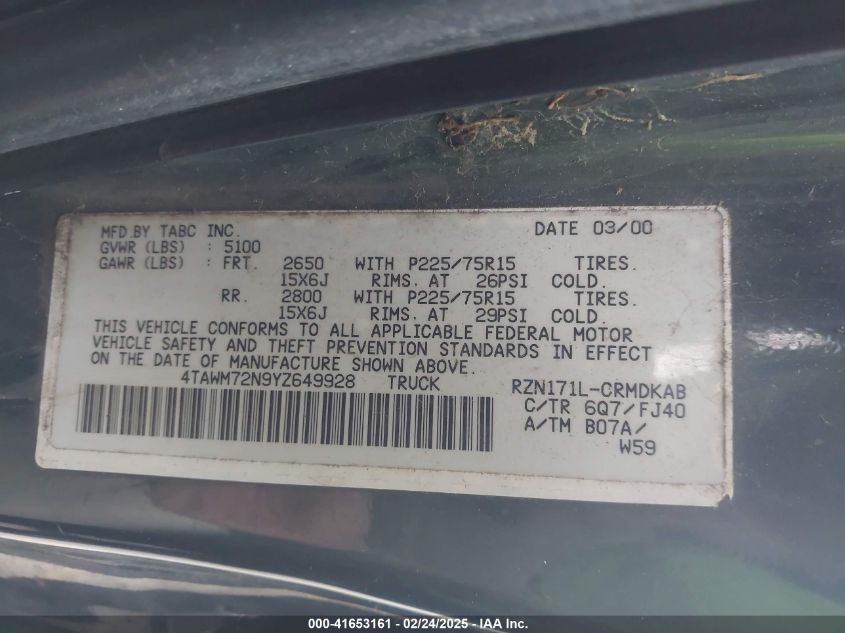 MFD.BY TABC INC. DATE 03/00
GVWR (LBS) : 5100
GAWR (LBS) : FRT. 2650 WITH P225/75R15 TIRES.
15X6J RIMS. AT 26PSI COLD.
RR. 2800 WITH P225/75R15 TIRES.
15X6J RIMS. AT 29PSI COLD.
THIS VEHICLE CONFORMS TO ALL APPLICABLE FEDERAL MOTOR
VEHICLE SAFETY AND THEFT PREVENTION STANDARDS IN EFFECT
ON THE DATE OF MANUFACTURE SHOWN ABOVE.
4TAWM72N9YZ649928 TRUCK RZN171L-CRMDKAB
C/TR 6Q7/FJ40
A/TM B07A/
W59
000-41653161 - 02/24/2025 - IAA Inc.